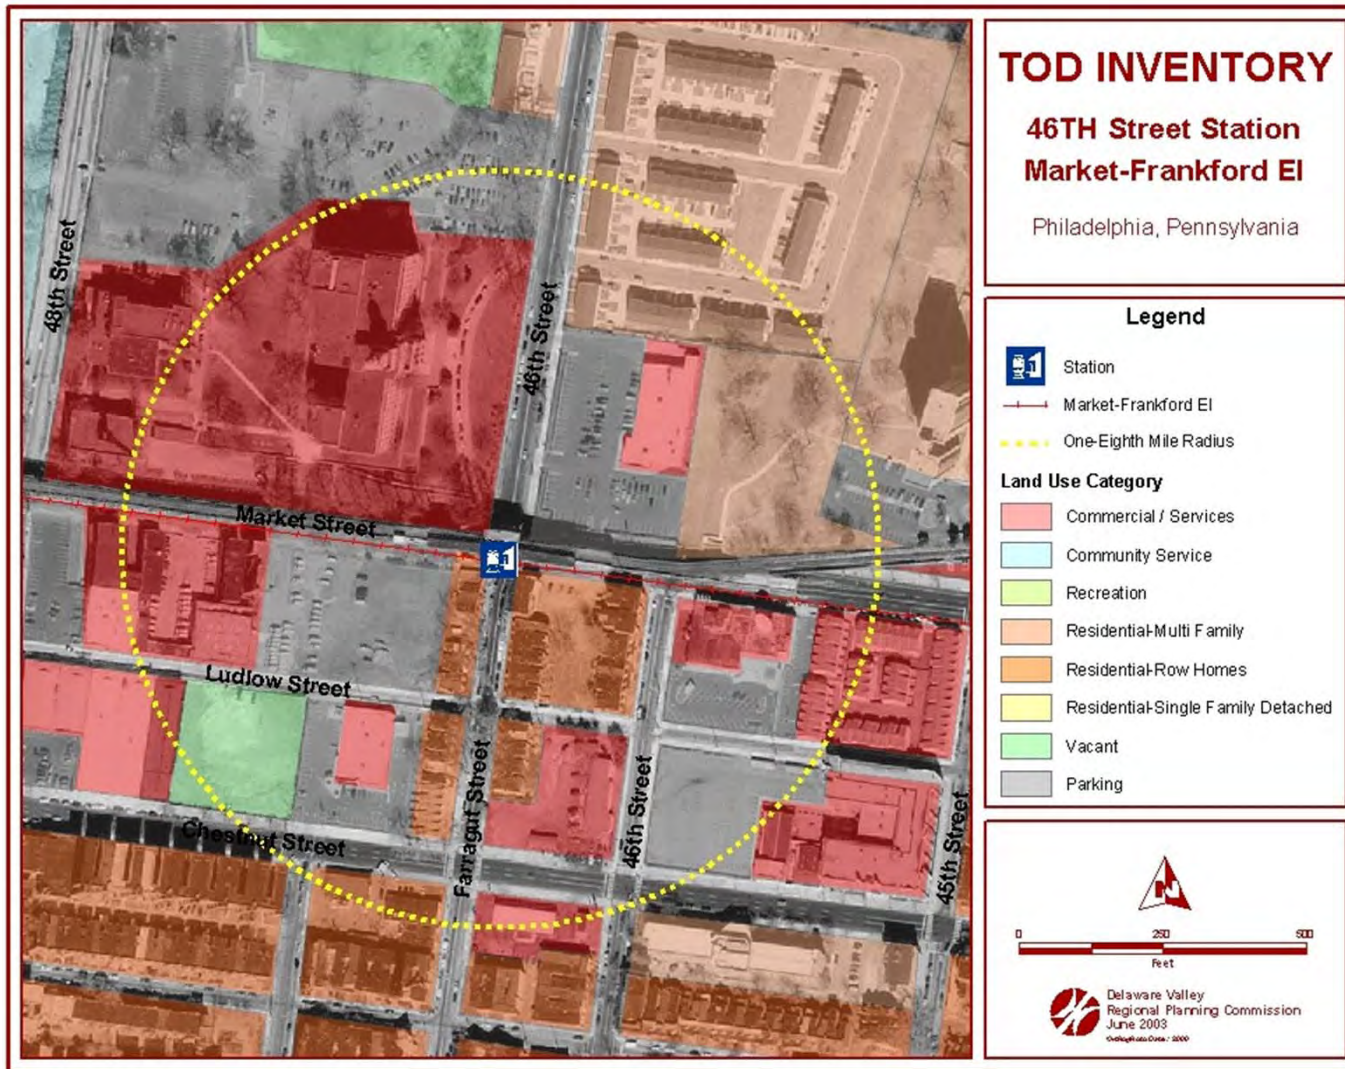 TOD INVENTORY
46TH Street Station
Market-Frankford El
Philadelphia, Pennsylvania
Legend
Station
Market-Frankford El
One-Eighth Mile Radius
Land Use Category
Commercial / Services
Community Service
Recreation
Residential-Multi Family
Residential-Row Homes
Residential-Single Family Detached
Vacant
Parking
N
0 250 500
Feet
Delaware Valley
Regional Planning Commission
June 2003
48th Street
46th Street
Market Street
Ludlow Street
Chestnut Street
Farragut Street
46th Street
45th Street